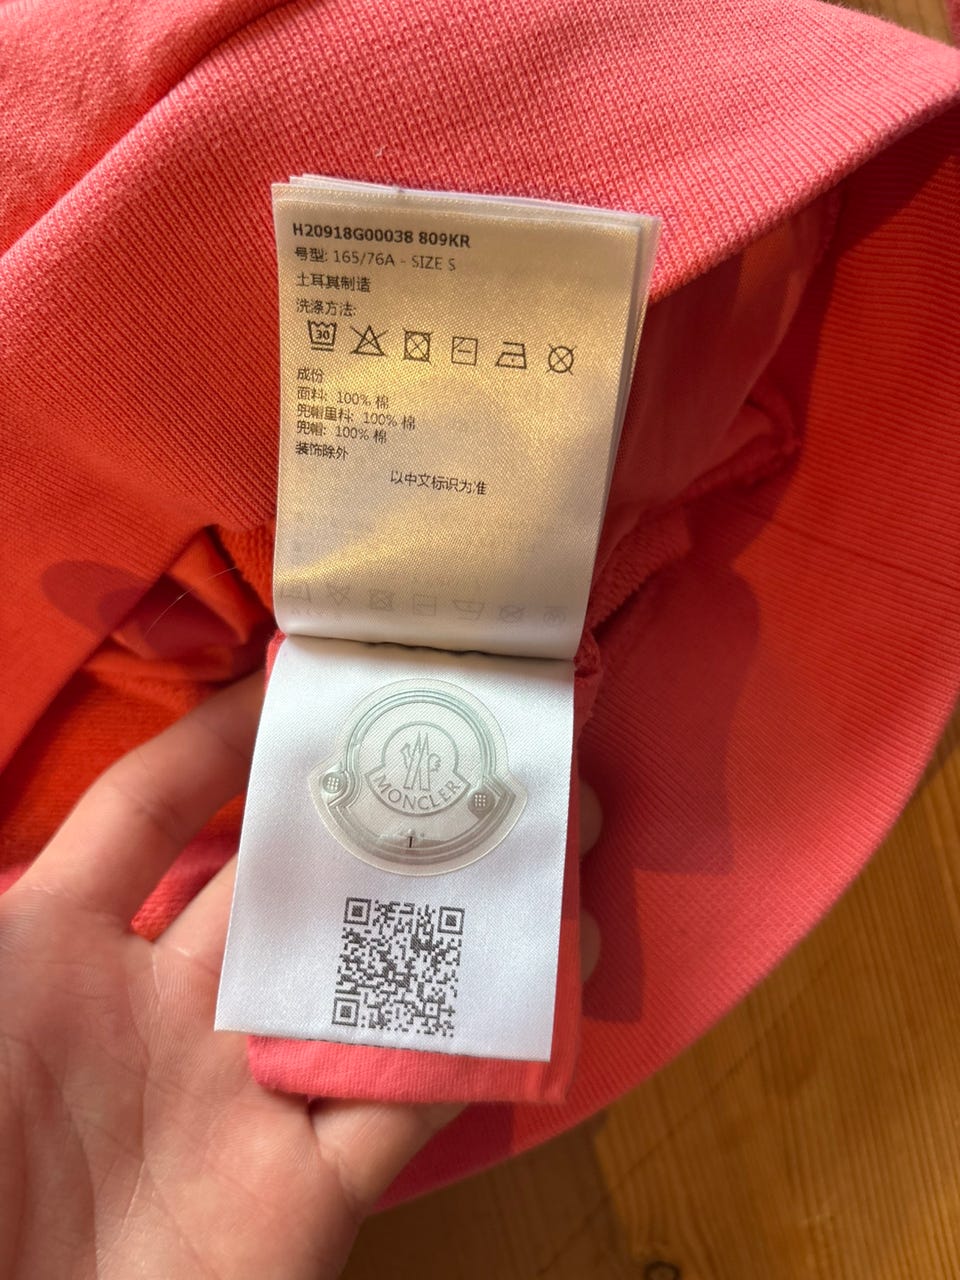 H20918G00038 809KR
号型: 165/76A - SIZE S
土耳其制造
洗涤方法:
30
成份
面料: 100% 棉
兜帽里料: 100% 棉
兜帽: 100% 棉
装饰除外
以中文标识为准
MONCLER